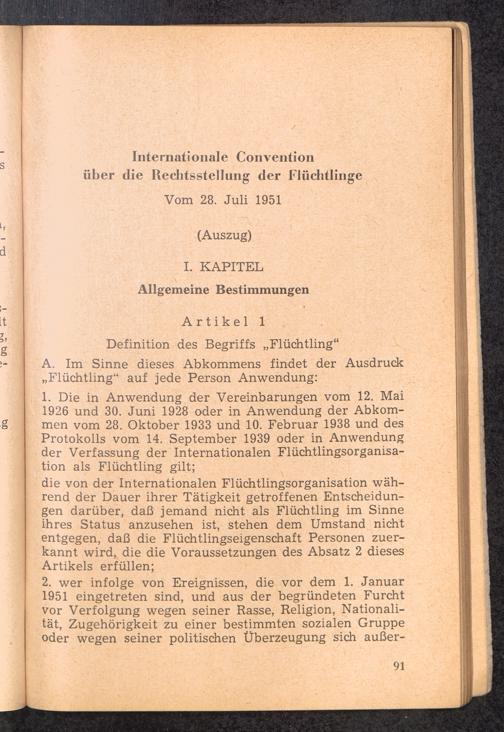 Internationale Convention
über die Rechtsstellung der Flüchtlinge
Vom 28. Juli 1951
(Auszug)
I. KAPITEL
Allgemeine Bestimmungen
Artikel 1
Definition des Begriffs „Flüchtling“
A. Im Sinne dieses Abkommens findet der Ausdruck
„Flüchtling“ auf jede Person Anwendung:
1. Die in Anwendung der Vereinbarungen vom 12. Mai
1926 und 30. Juni 1928 oder in Anwendung der Abkom-
men vom 28. Oktober 1933 und 10. Februar 1938 und des
Protokolls vom 14. September 1939 oder in Anwendung
der Verfassung der Internationalen Flüchtlingsorganisa-
tion als Flüchtling gilt;
die von der Internationalen Flüchtlingsorganisation wäh-
rend der Dauer ihrer Tätigkeit getroffenen Entscheidun-
gen darüber, daß jemand nicht als Flüchtling im Sinne
ihres Status anzusehen ist, stehen dem Umstand nicht
entgegen, daß die Flüchtlingseigenschaft Personen zuer-
kannt wird, die die Voraussetzungen des Absatz 2 dieses
Artikels erfüllen;
2. wer infolge von Ereignissen, die vor dem 1. Januar
1951 eingetreten sind, und aus der begründeten Furcht
vor Verfolgung wegen seiner Rasse, Religion, Nationali-
tät, Zugehörigkeit zu einer bestimmten sozialen Gruppe
oder wegen seiner politischen Überzeugung sich außer-
91